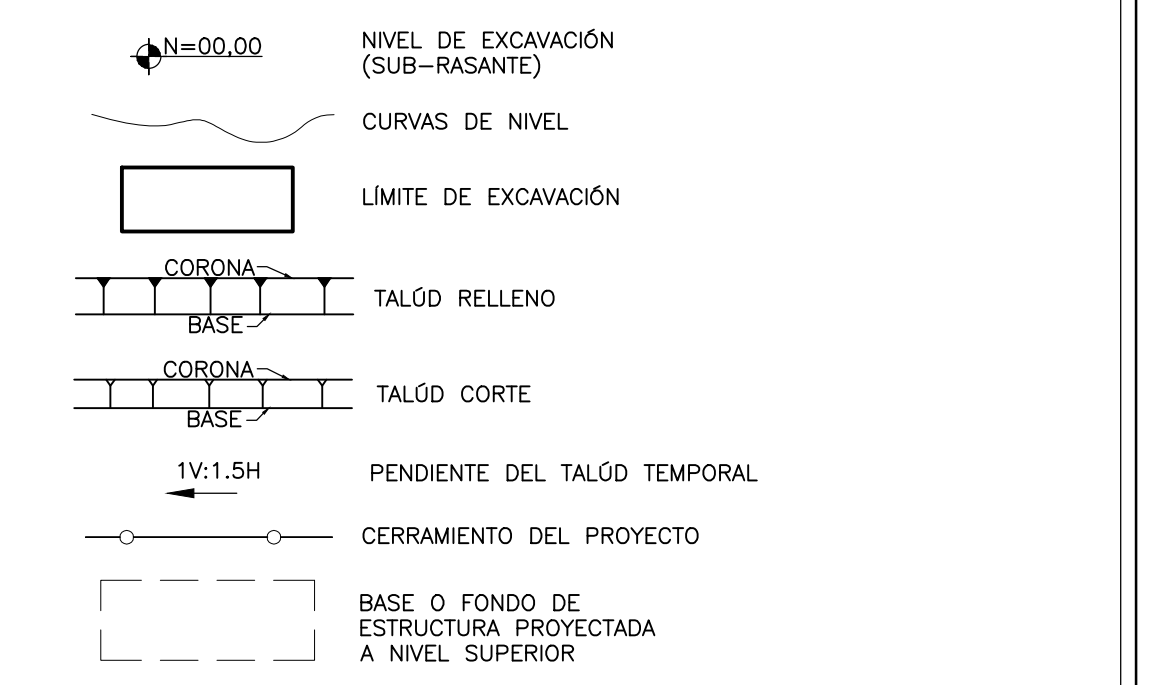 N=00,00
NIVEL DE EXCAVACIÓN
(SUB-RASANTE)
CURVAS DE NIVEL
LÍMITE DE EXCAVACIÓN
CORONA
TALÚD RELLENO
BASE
CORONA
TALÚD CORTE
BASE
1V:1.5H
PENDIENTE DEL TALÚD TEMPORAL
CERRAMIENTO DEL PROYECTO
BASE O FONDO DE
ESTRUCTURA PROYECTADA
A NIVEL SUPERIOR